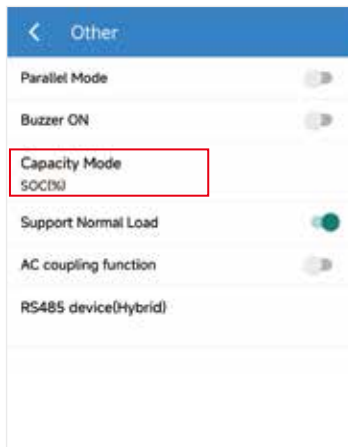 Other
Parallel Mode
Buzzer ON
Capacity Mode
SOC(%)
Support Normal Load
AC coupling function
RS485 device(Hybrid)